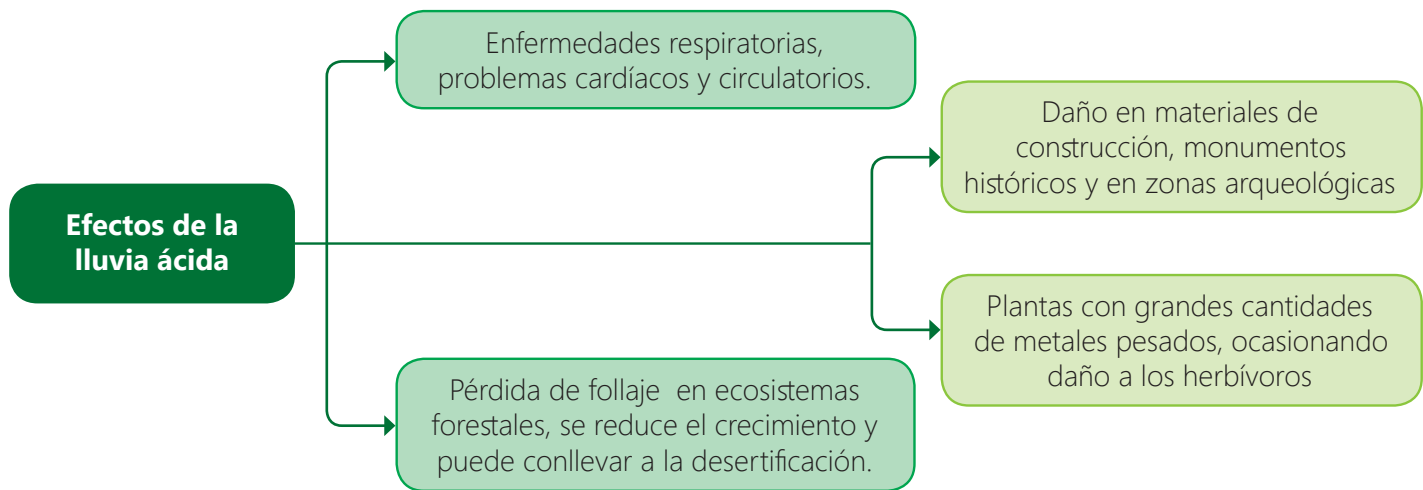 Efectos de la
lluvia ácida
Enfermedades respiratorias,
problemas cardíacos y circulatorios.
Daño en materiales de
construcción, monumentos
históricos y en zonas arqueológicas
Plantas con grandes cantidades
de metales pesados, ocasionando
daño a los herbívoros
Pérdida de follaje en ecosistemas
forestales, se reduce el crecimiento y
puede conllevar a la desertificación.